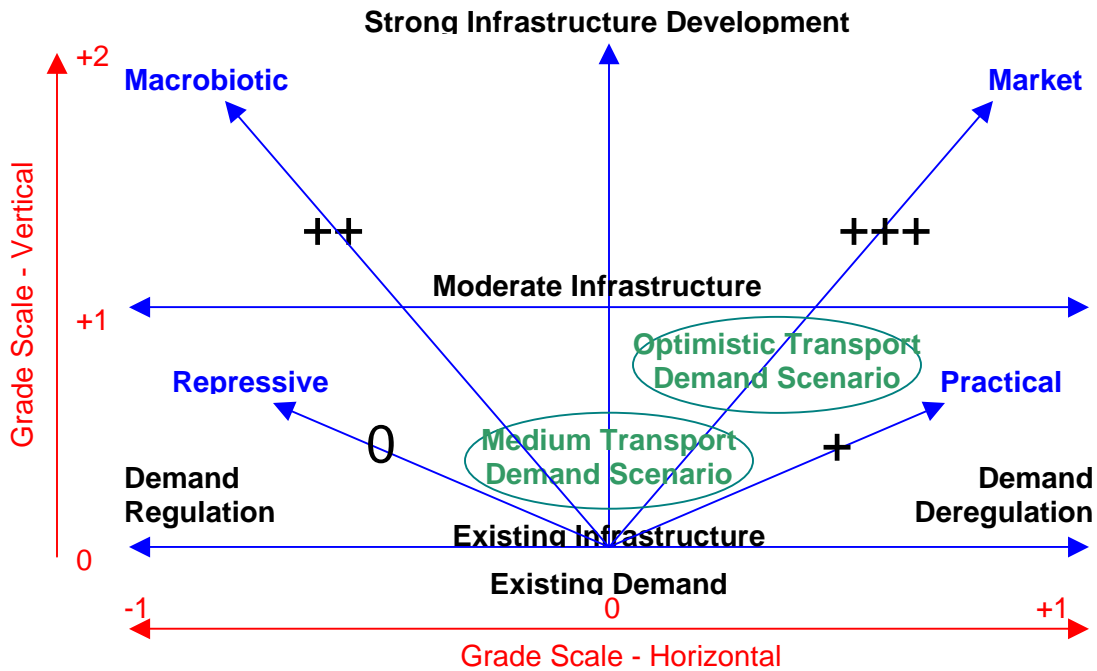 Strong Infrastructure Development
+2
Macrobiotic
Market
++
+++
Moderate Infrastructure
+1
Optimistic Transport
Demand Scenario
Repressive
Practical
0
Medium Transport
Demand Scenario
+
Demand
Regulation
Demand
Deregulation
Existing Infrastructure
0
Existing Demand
-1
0
+1
Grade Scale - Horizontal
Grade Scale - Vertical